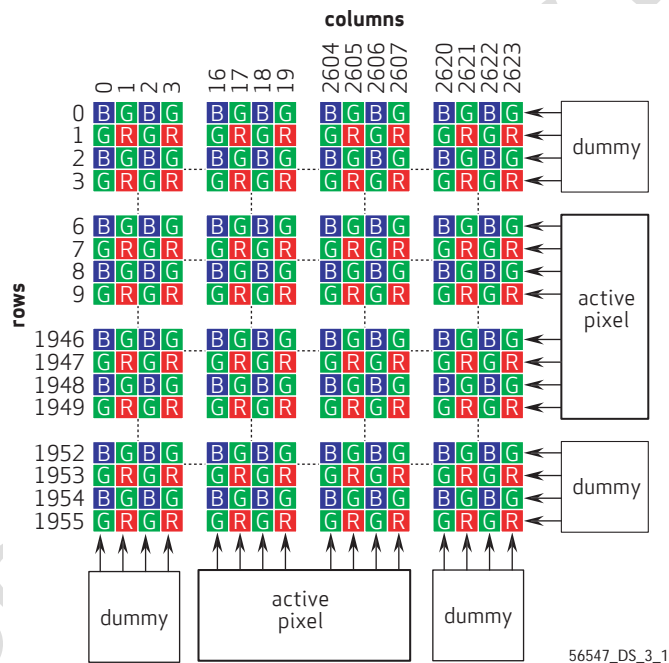 columns
0 1 2 3 16 17 18 19 2604 2605 2606 2607 2620 2621 2622 2623
0 B G B G B G B G B G B G B G B G
1 G R G R G R G R G R G R G R G R dummy
2 B G B G B G B G B G B G B G B G
3 G R G R G R G R G R G R G R G R
6 B G B G B G B G B G B G B G B G
7 G R G R G R G R G R G R G R G R
8 B G B G B G B G B G B G B G B G
9 G R G R G R G R G R G R G R G R
active
pixel
rows
1946 B G B G B G B G B G B G B G B G
1947 G R G R G R G R G R G R G R G R
1948 B G B G B G B G B G B G B G B G
1949 G R G R G R G R G R G R G R G R
1952 B G B G B G B G B G B G B G B G
1953 G R G R G R G R G R G R G R G R
dummy
1954 B G B G B G B G B G B G B G B G
1955 G R G R G R G R G R G R G R G R
dummy
active
pixel
dummy
56547_DS_3_1